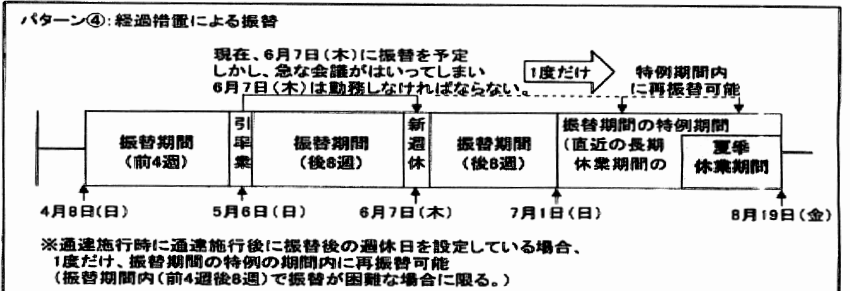 パターン④:経過措置による振替
現在、6月7日(木)に振替を予定
しかし、急な会議がはいってしまい
6月7日(木)は勤務しなければならない。
1度だけ
特例期間内
に再振替可能
振替期間
(前4週)
引率業
振替期間
(後8週)
新週休
振替期間
(後8週)
振替期間の特例期間
(直近の長期
休業期間の
夏季
休業期間
4月8日(日)
5月6日(日)
6月7日(木)
7月1日(日)
8月19日(金)
※通達施行時に通達施行後に振替後の週休日を設定している場合、
1度だけ、振替期間の特例の期間内に再振替可能
(振替期間内(前4週後8週)で振替が困難な場合に限る。)